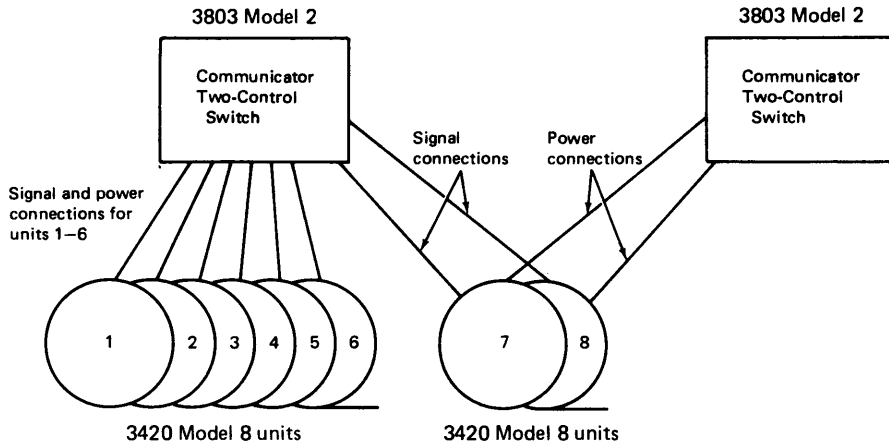 3803 Model 2
3803 Model 2
Communicator
Two-Control
Switch
Communicator
Two-Control
Switch
Signal
connections
Power
connections
Signal and power
connections for
units 1–6
1
2
3
4
5
6
7
8
3420 Model 8 units
3420 Model 8 units